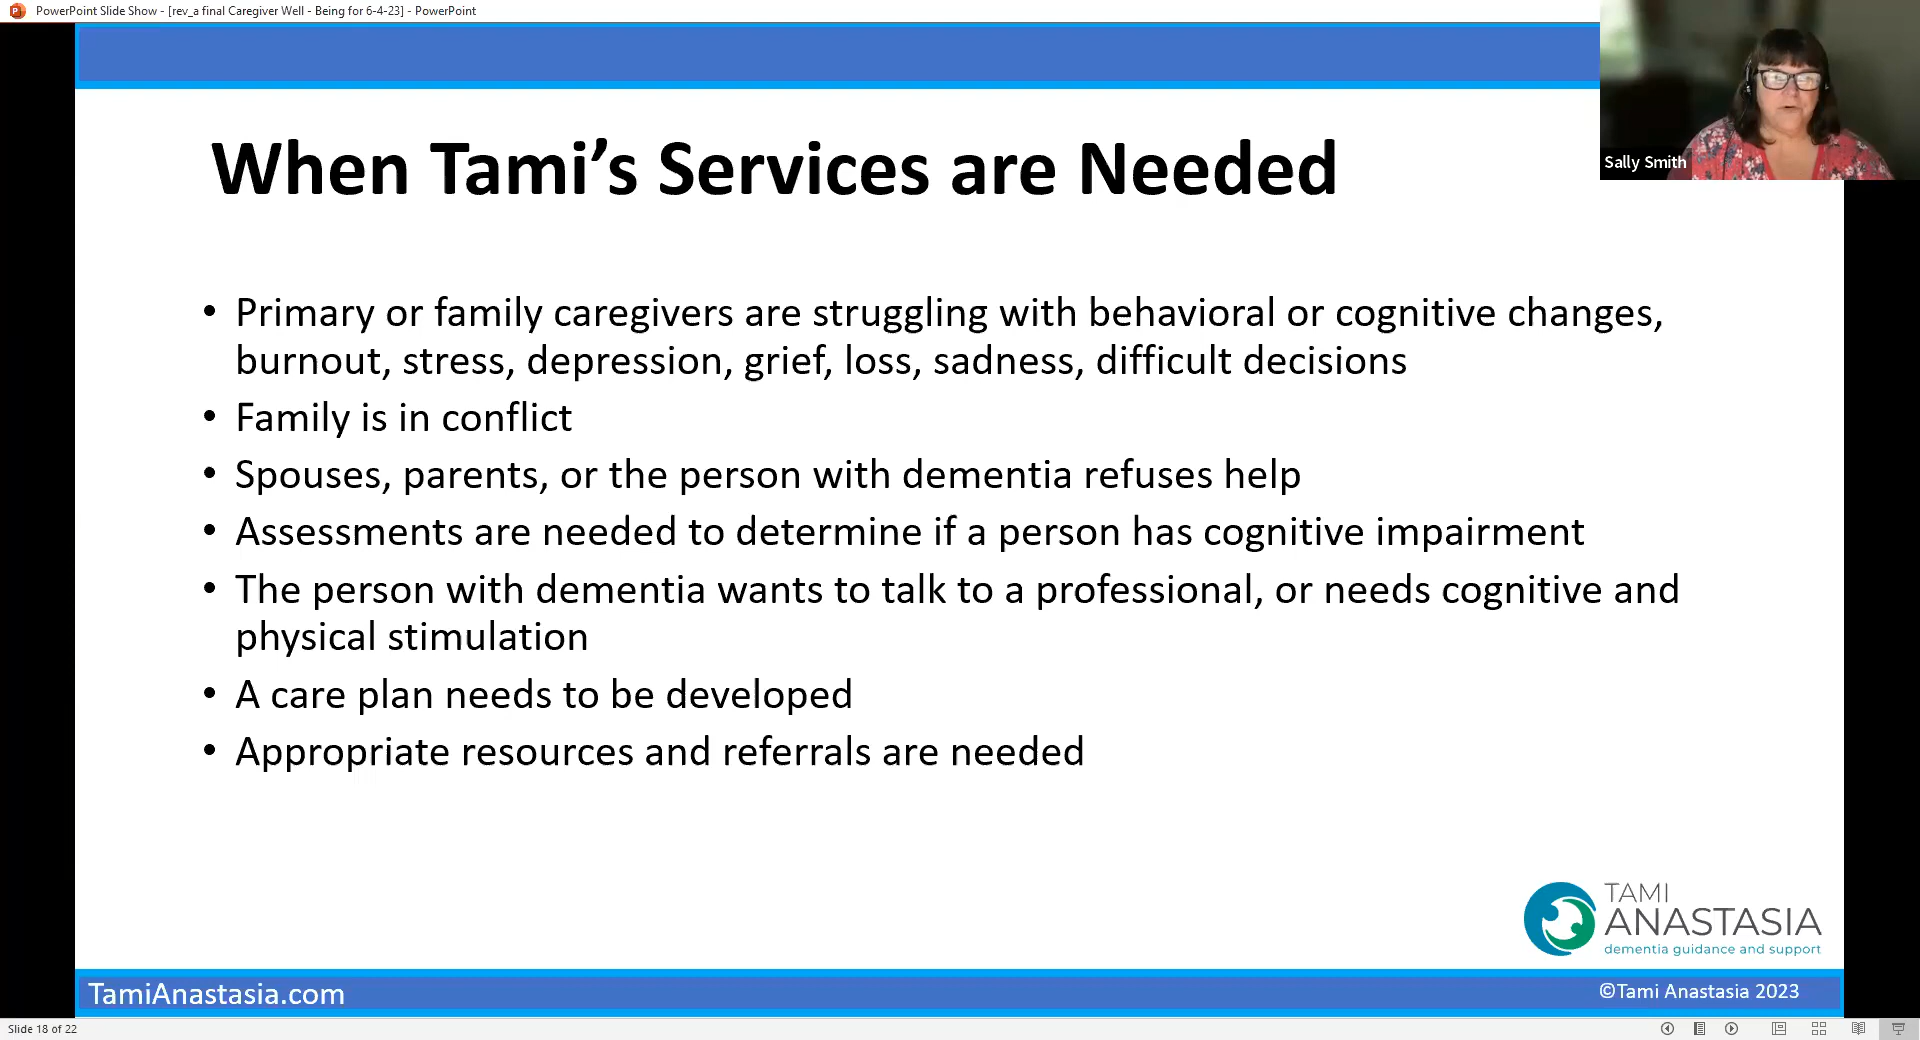 PowerPoint Slide Show - [rev_a final Caregiver Well - Being for 6-4-23] - PowerPoint
Sally Smith
When Tami’s Services are Needed
• Primary or family caregivers are struggling with behavioral or cognitive changes,
burnout, stress, depression, grief, loss, sadness, difficult decisions
• Family is in conflict
• Spouses, parents, or the person with dementia refuses help
• Assessments are needed to determine if a person has cognitive impairment
• The person with dementia wants to talk to a professional, or needs cognitive and
physical stimulation
• A care plan needs to be developed
• Appropriate resources and referrals are needed
TAMI
ANASTASIA
dementia guidance and support
TamiAnastasia.com
©Tami Anastasia 2023
Slide 18 of 22